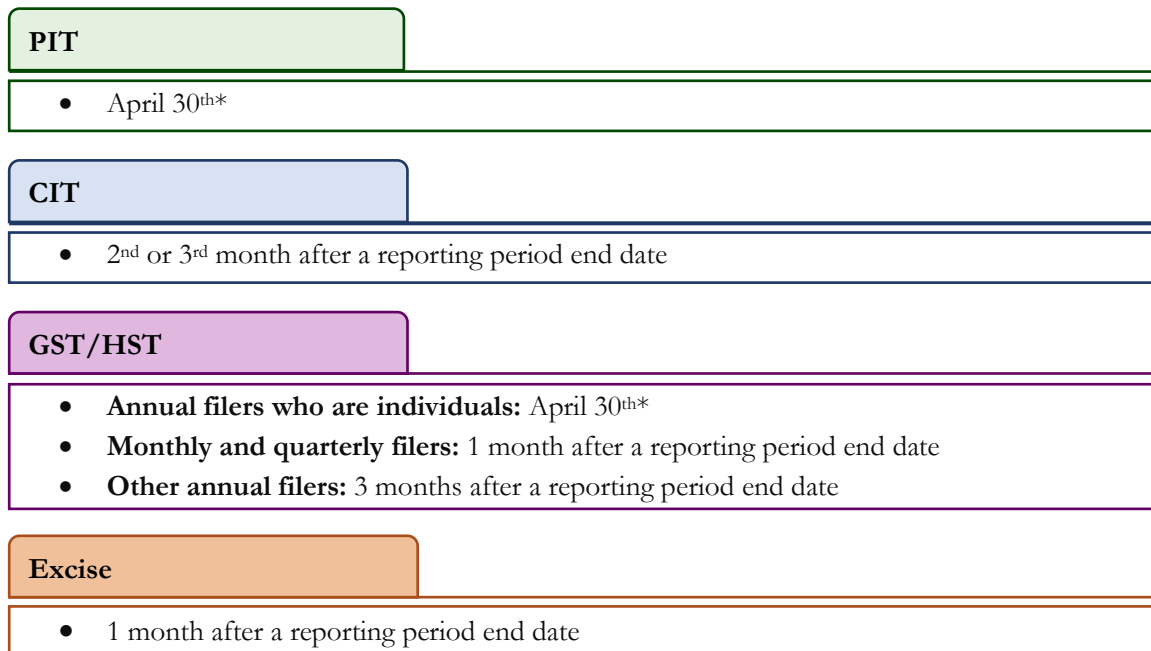 PIT
• April 30th*
CIT
• 2nd or 3rd month after a reporting period end date
GST/HST
• Annual filers who are individuals: April 30th*
• Monthly and quarterly filers: 1 month after a reporting period end date
• Other annual filers: 3 months after a reporting period end date
Excise
• 1 month after a reporting period end date